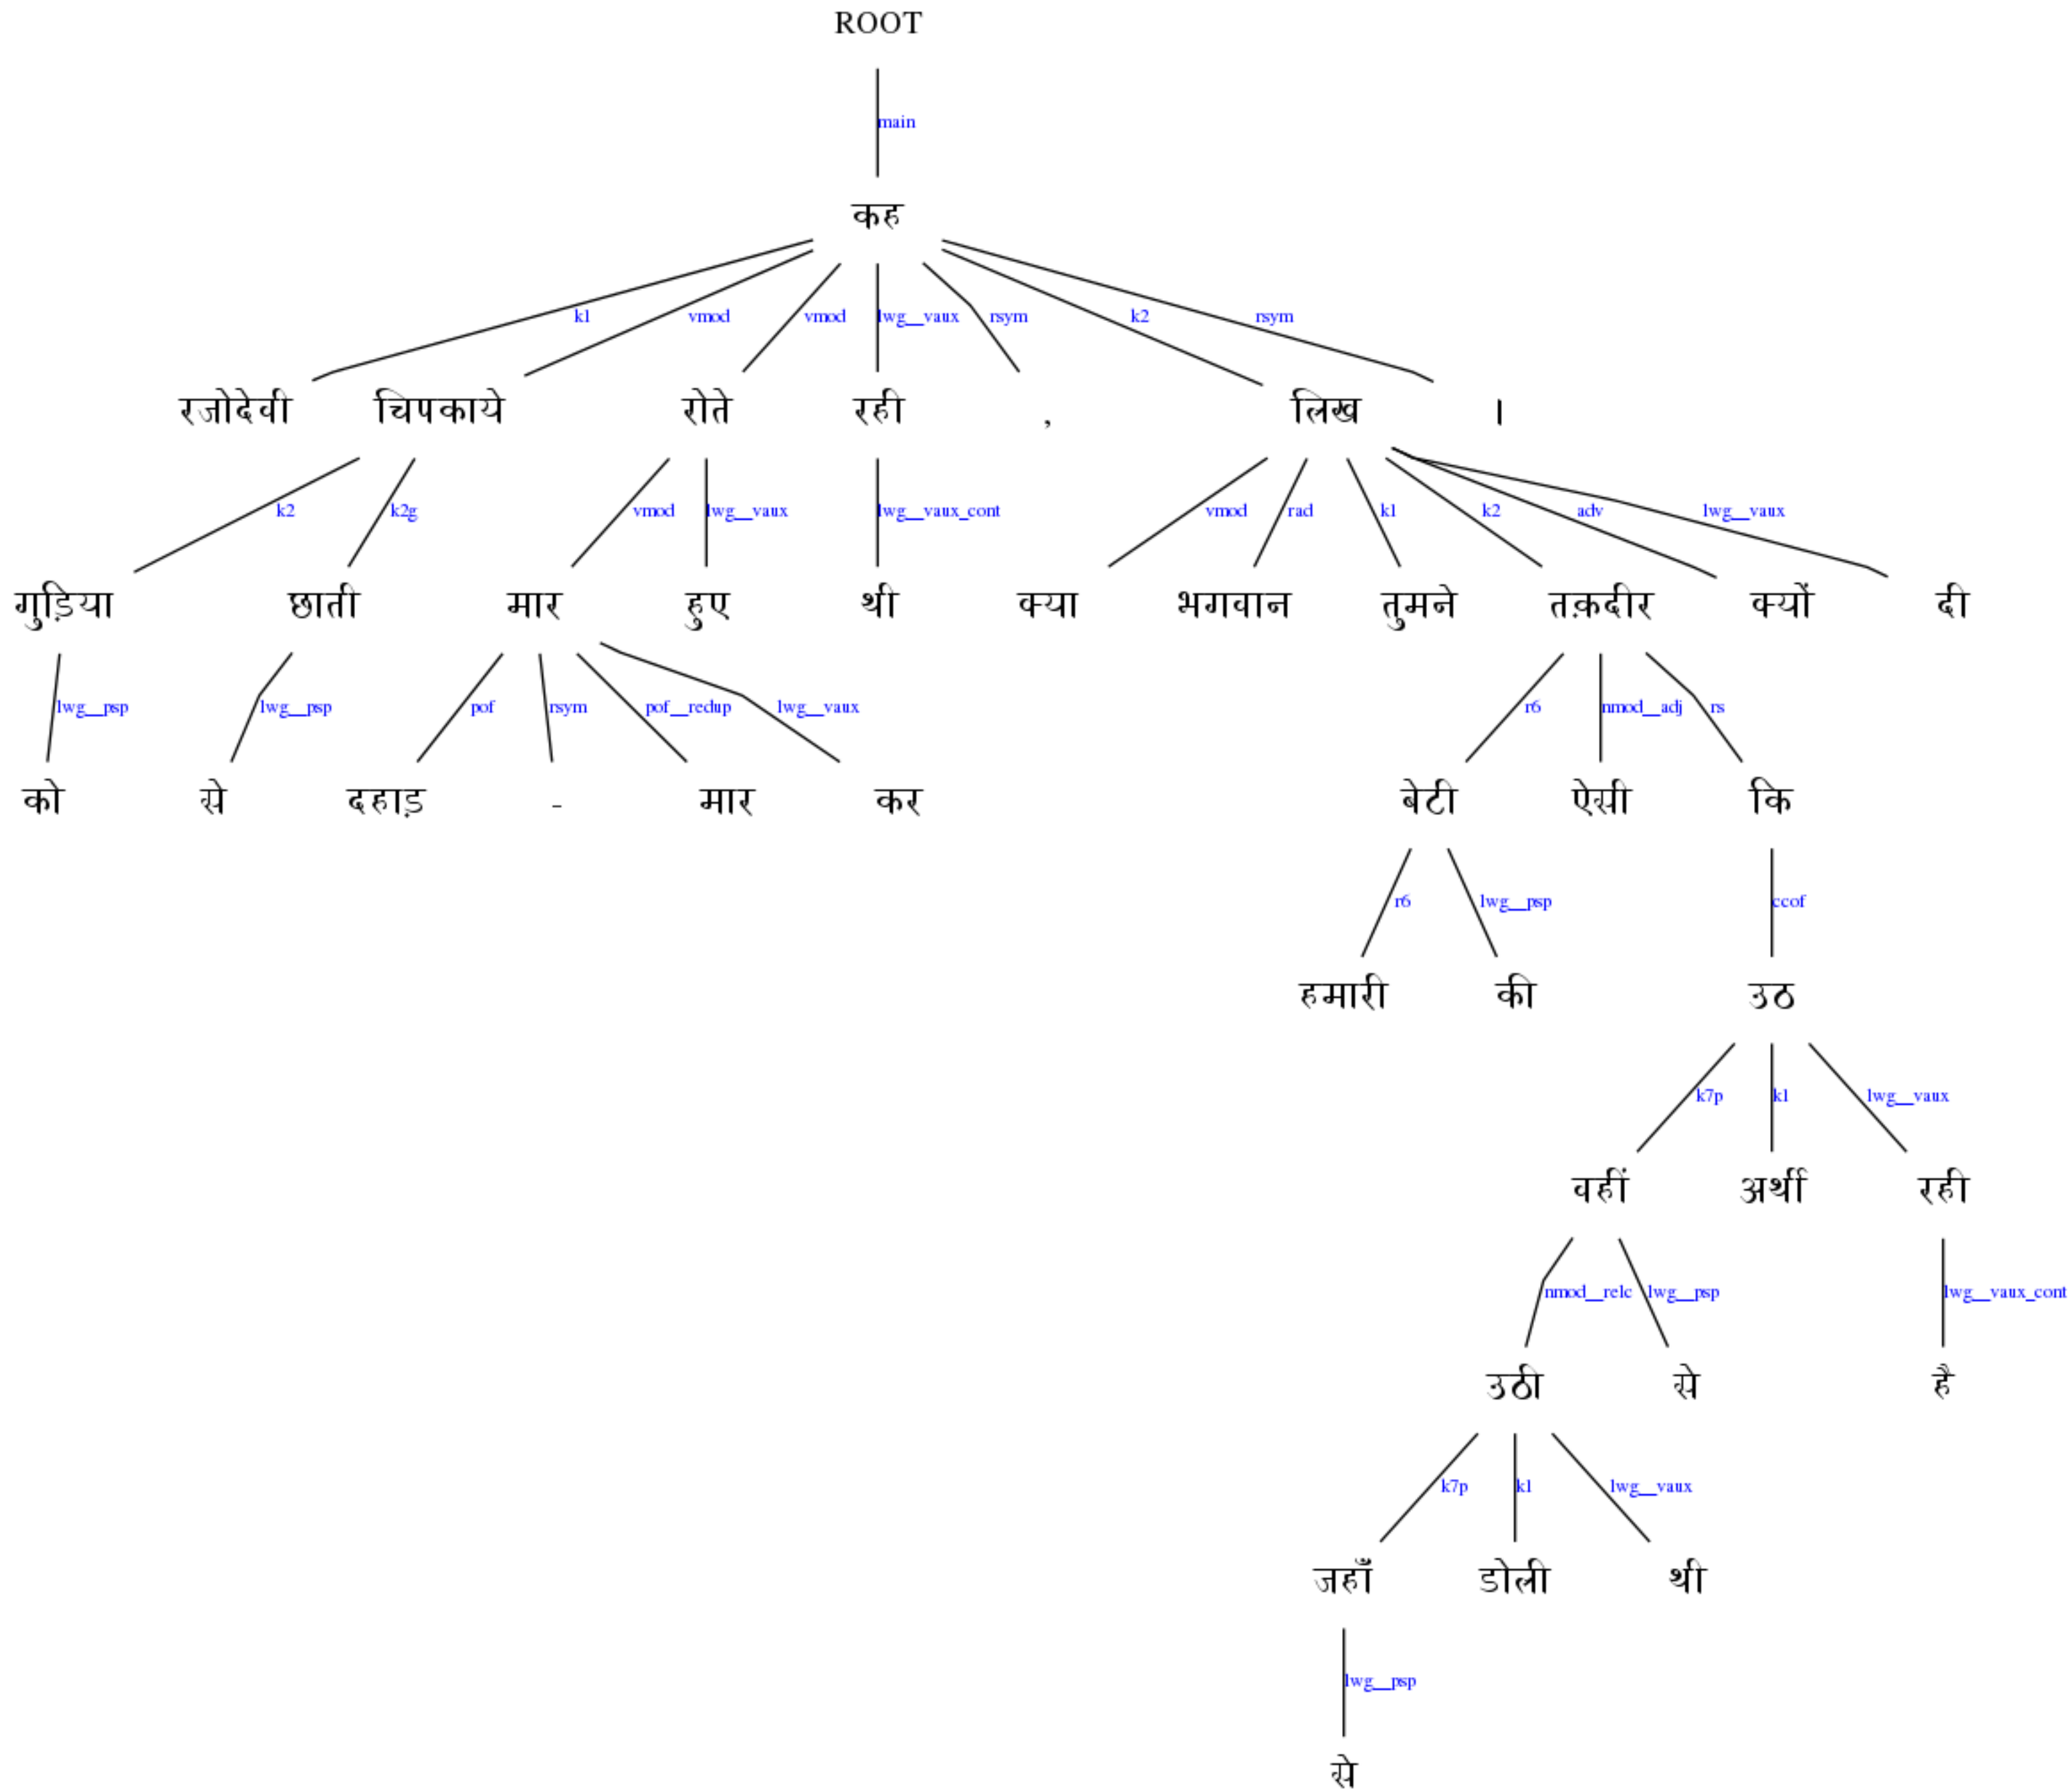 ROOT
main
कह
k1 vmod vmod lwg__vaux rsym k2 rsym
रजोदेवी चिपकाये रोते रही , लिख ।
k2 k2g vmod lwg__vaux lwg__vaux_cont vmod rad k1 k2 adv lwg__vaux
गुड़िया छाती मार हुए थी क्या भगवान तुमने तक़दीर क्यों दी
lwg__psp lwg__psp pof rsym pof__redup lwg__vaux r6 nmod__adj rs
को से दहाड़ - मार कर बेटी ऐसी कि
r6 lwg__psp ccof
हमारी की उठ
k7p k1 lwg__vaux
वहीं अर्थी रही
nmod__relc lwg__psp lwg__vaux_cont
उठी से है
k7p k1 lwg__vaux
जहाँ डोली थी
lwg__psp
से